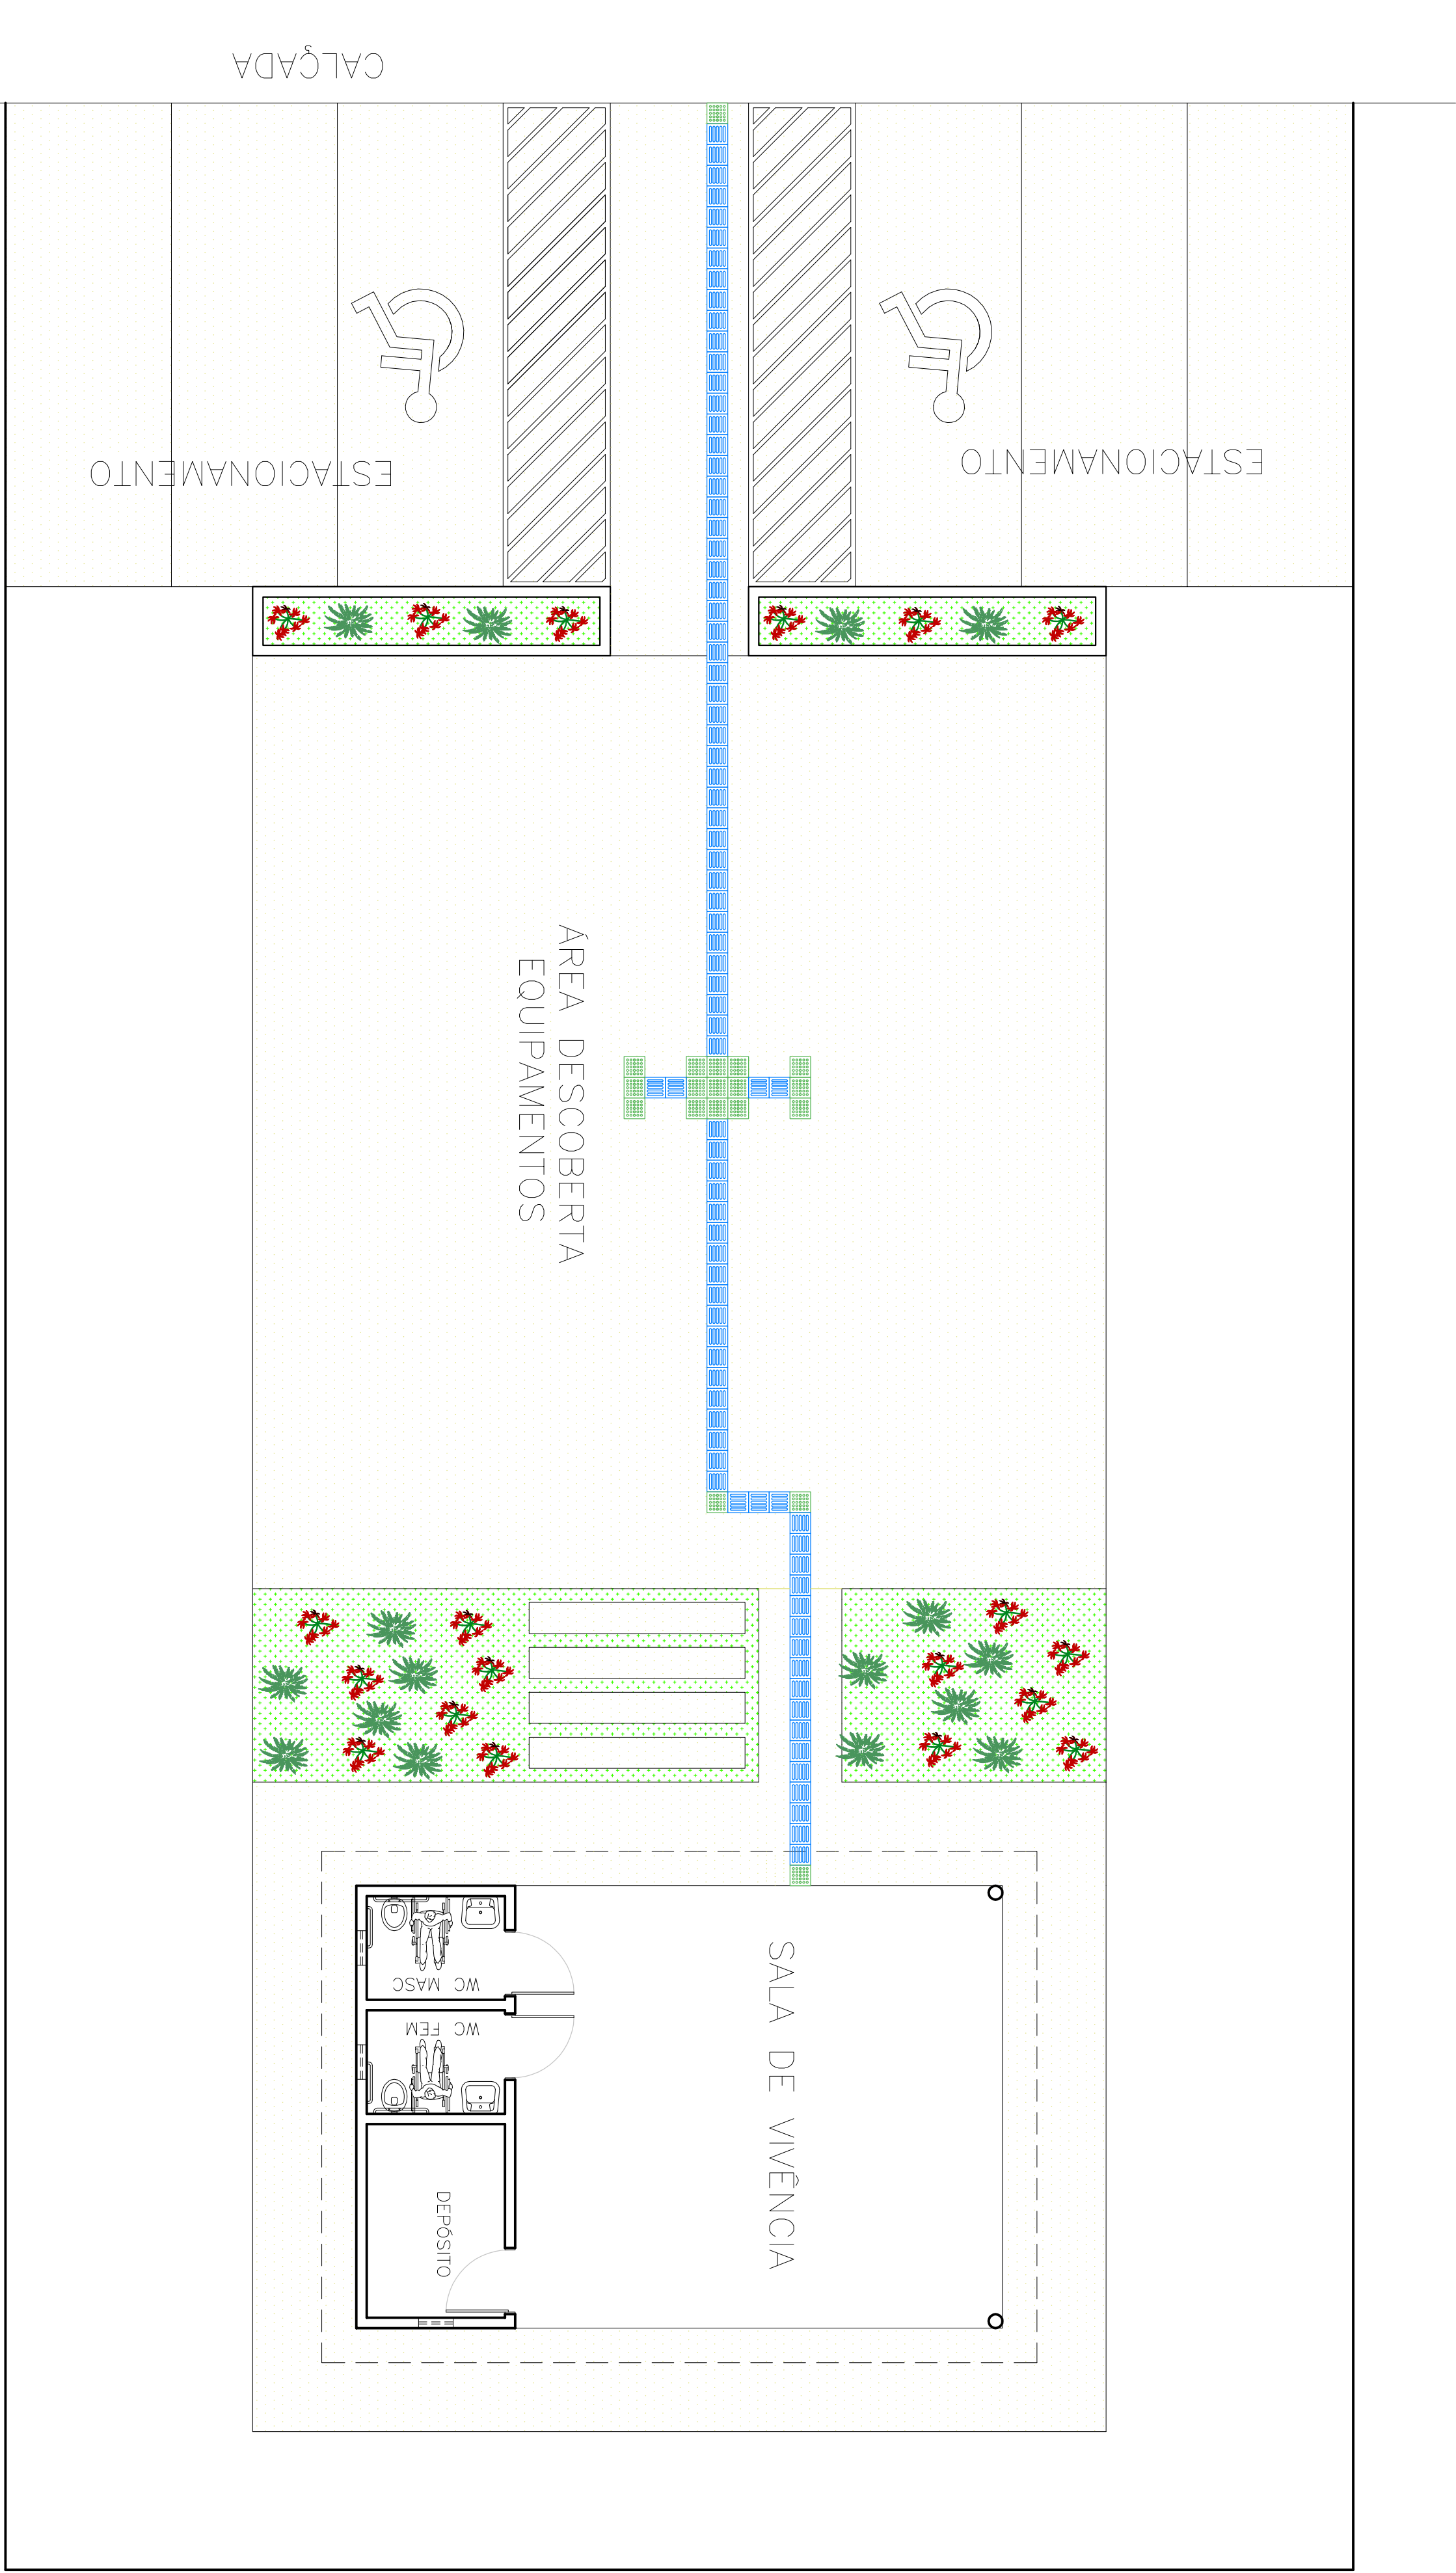 CALÇADA
ESTACIONAMENTO
ESTACIONAMENTO
ÁREA DESCOBERTA
EQUIPAMENTOS
WC MASC
WC FEM
DEPÓSITO
SALA DE VIVÊNCIA